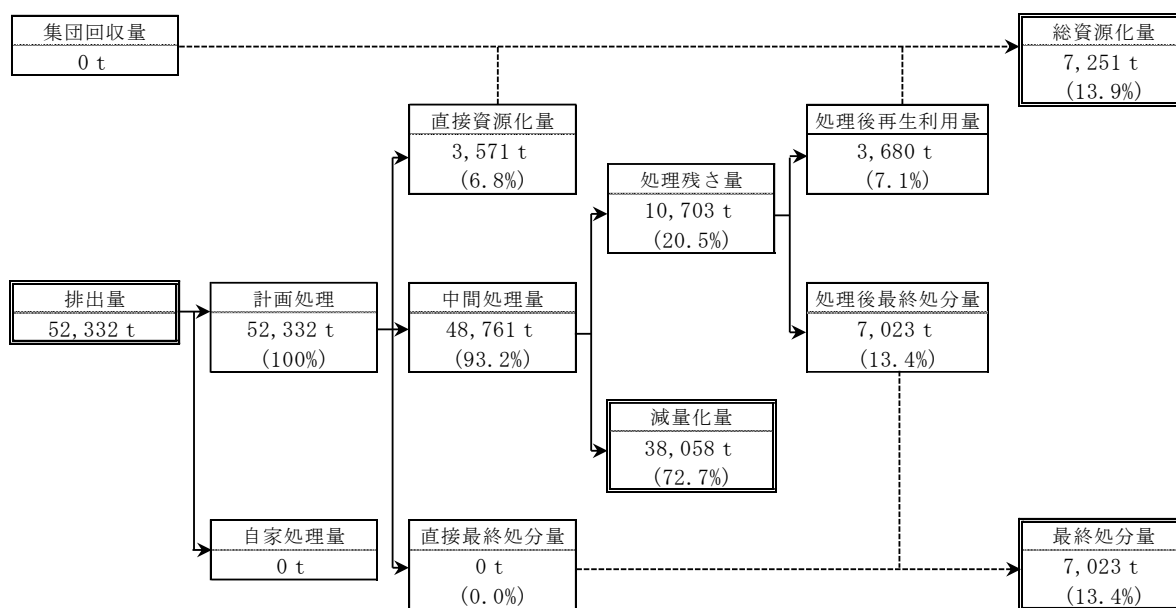 集団回収量
0 t
総資源化量
7,251 t
(13.9%)
直接資源化量
3,571 t
(6.8%)
処理後再生利用量
3,680 t
(7.1%)
処理残さ量
10,703 t
(20.5%)
排出量
52,332 t
計画処理
52,332 t
(100%)
中間処理量
48,761 t
(93.2%)
処理後最終処分量
7,023 t
(13.4%)
減量化量
38,058 t
(72.7%)
自家処理量
0 t
直接最終処分量
0 t
(0.0%)
最終処分量
7,023 t
(13.4%)